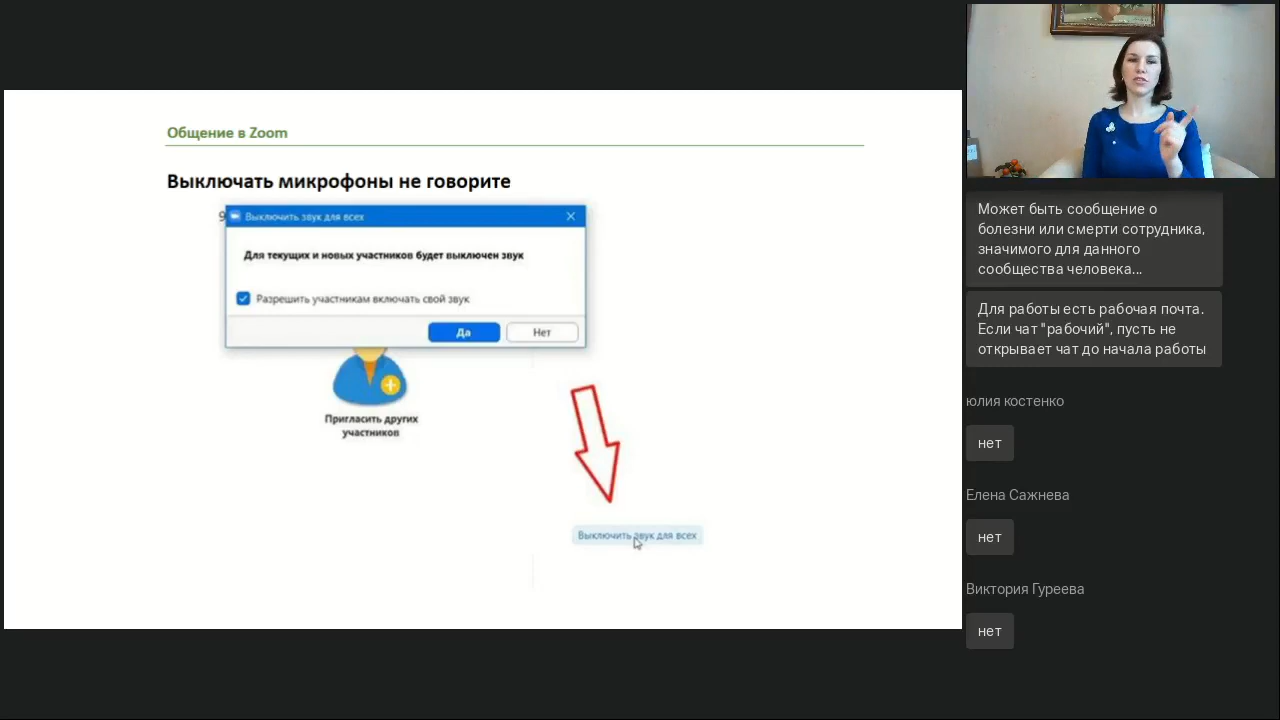 Общение в Zoom
Выключать микрофоны не говорите
9
Выключить звук для всех
Для текущих и новых участников будет выключен звук
Разрешить участникам включать свой звук
Да
Нет
Пригласить других
участников
Выключить звук для всех
Может быть сообщение о
болезни или смерти сотрудника,
значимого для данного
сообщества человека...
Для работы есть рабочая почта.
Если чат "рабочий", пусть не
открывает чат до начала работы
юлия костенко
нет
Елена Сажнева
нет
Виктория Гуреева
нет